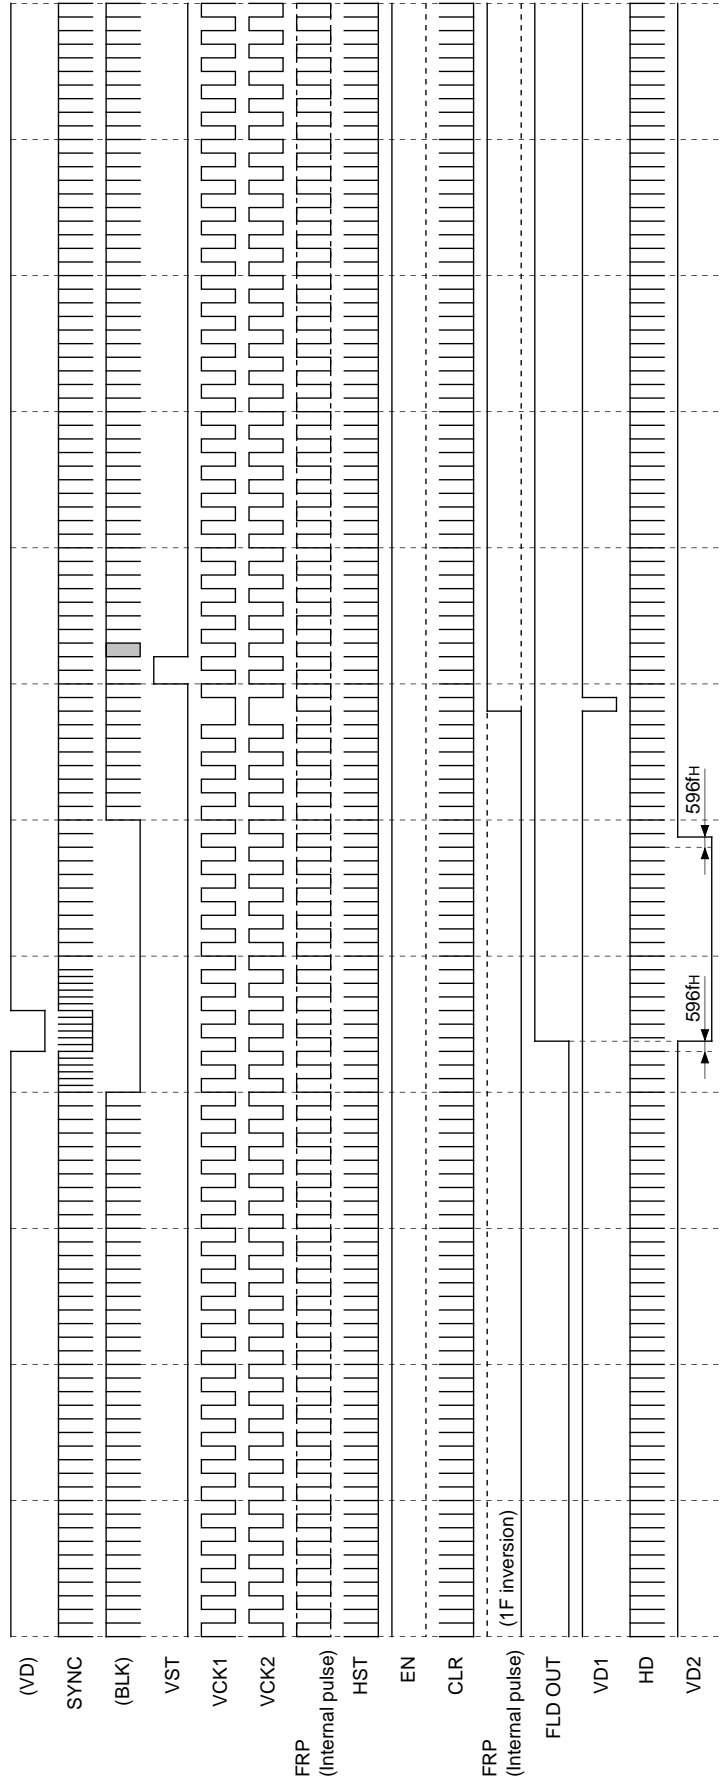 (VD)
SYNC
(BLK)
VST
VCK1
VCK2
FRP
(Internal pulse)
HST
EN
CLR
FRP
(Internal pulse)
(1F inversion)
FLD OUT
VD1
HD
VD2
596fH
596fH